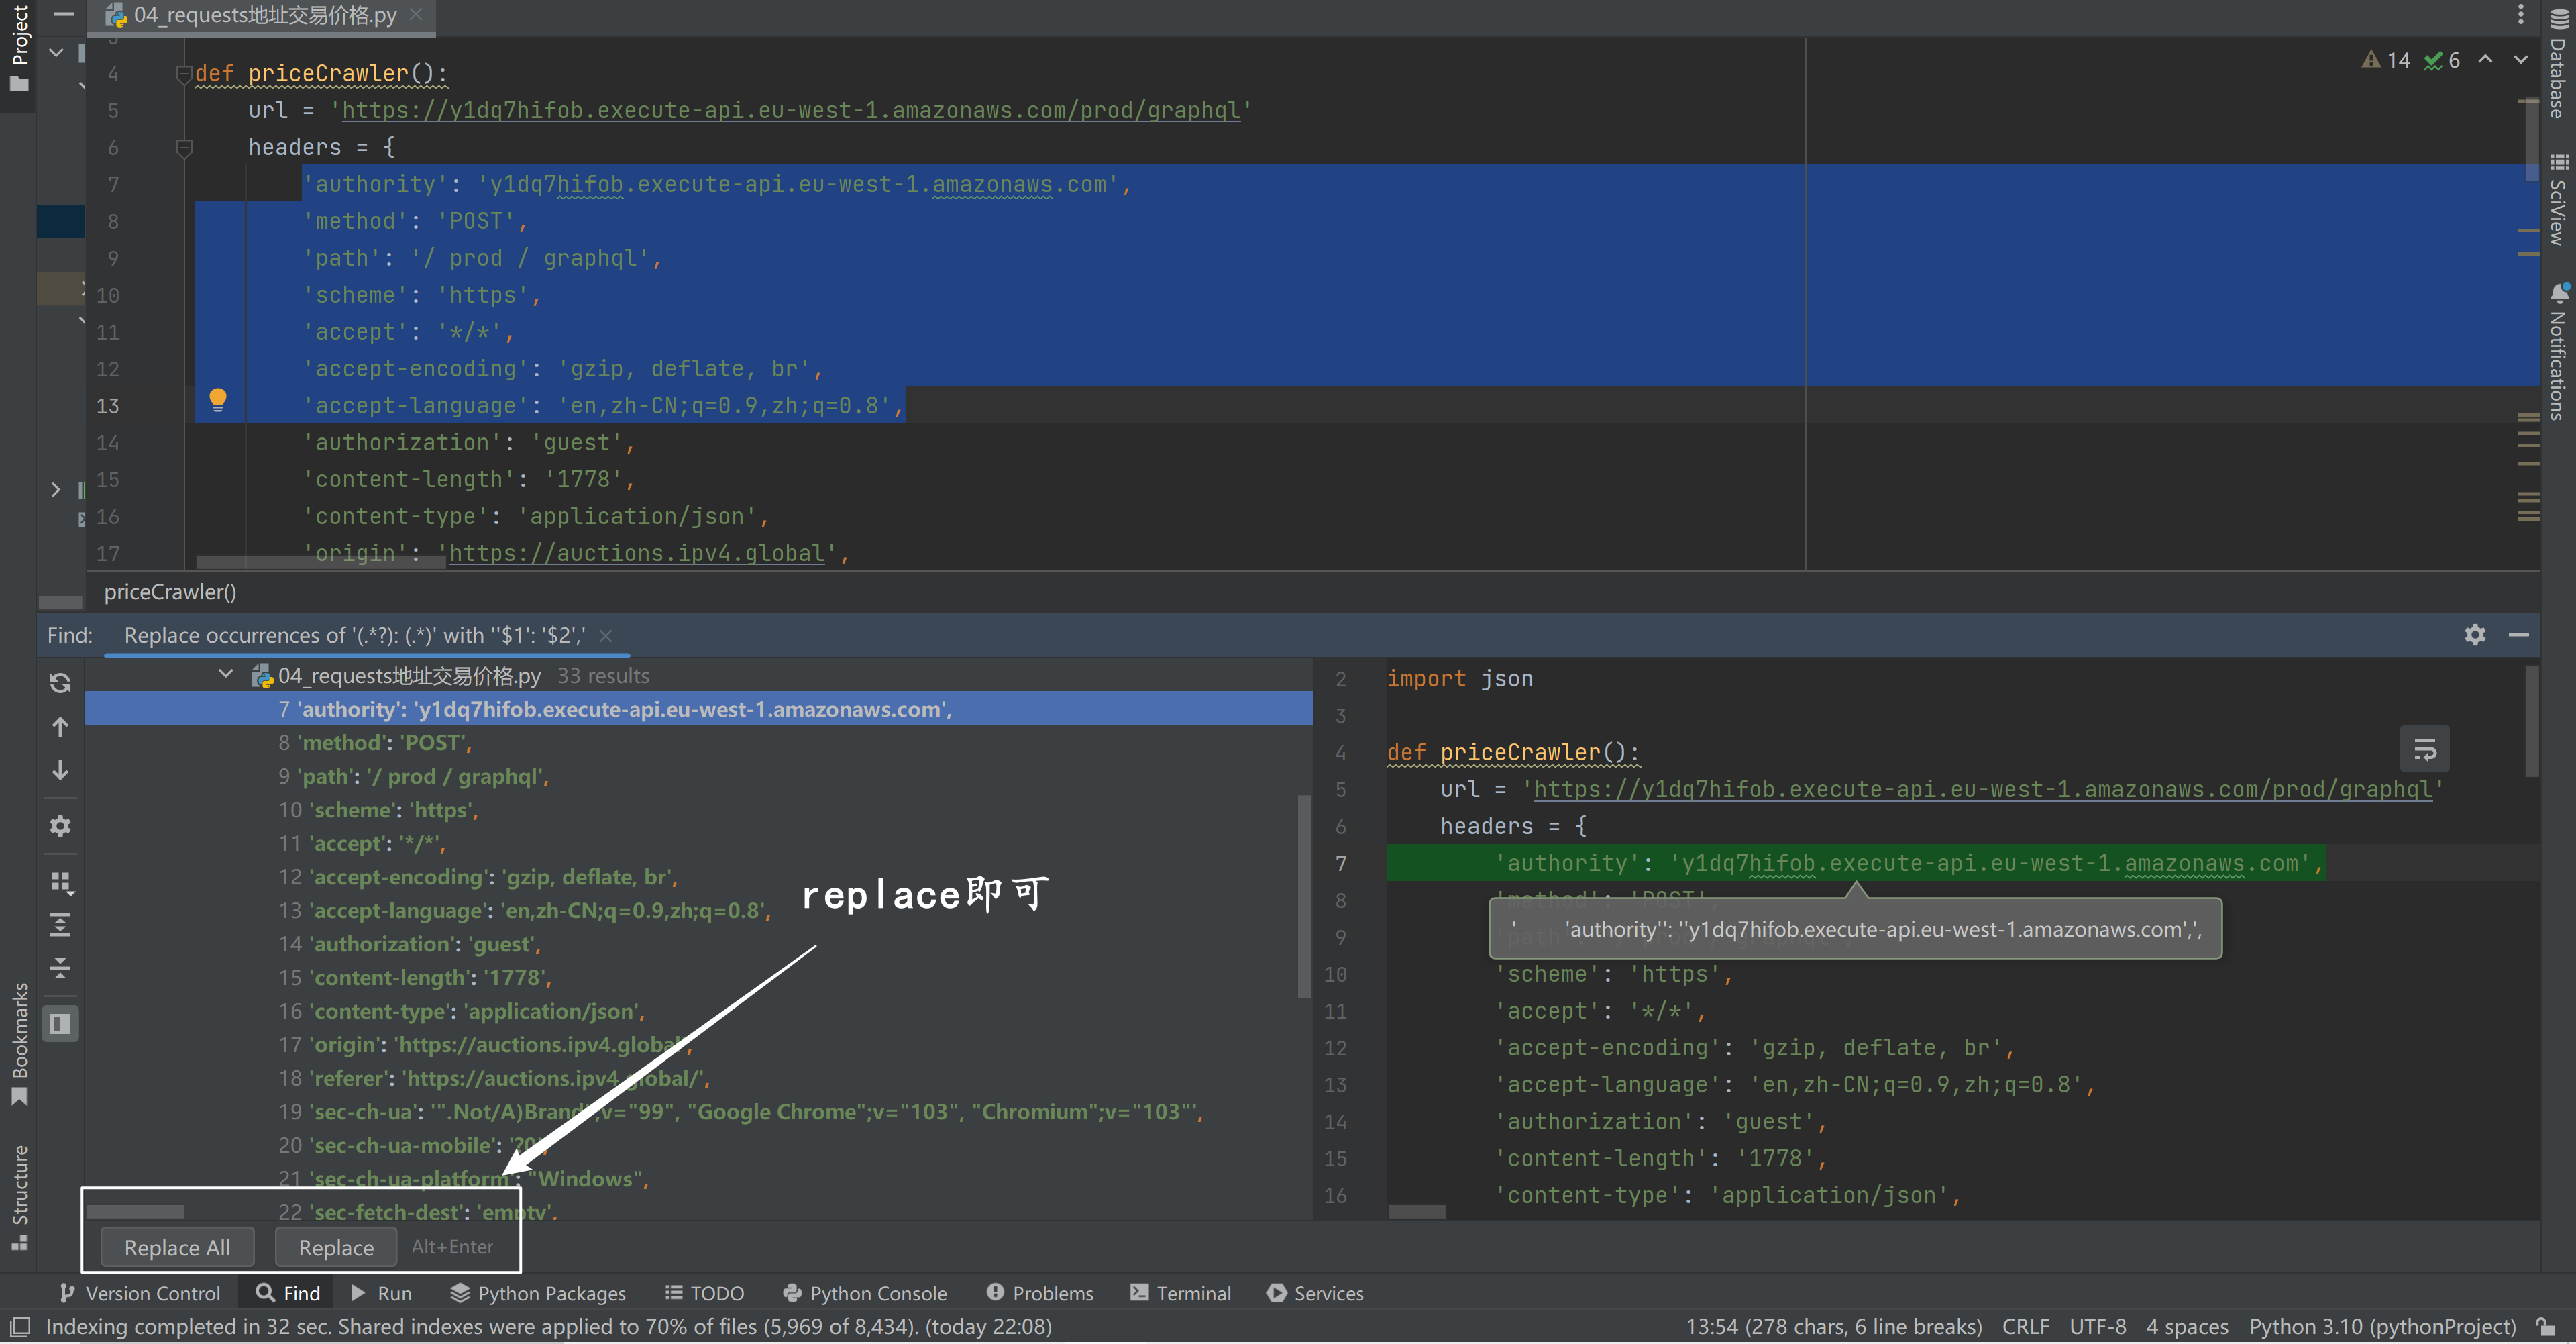 Project
04_requests地址交易价格.py
14 6
4 def priceCrawler():
5 url = 'https://y1dq7hifob.execute-api.eu-west-1.amazonaws.com/prod/graphql'
6 headers = {
7 'authority': 'y1dq7hifob.execute-api.eu-west-1.amazonaws.com',
8 'method': 'POST',
9 'path': '/ prod / graphql',
10 'scheme': 'https',
11 'accept': '*/*',
12 'accept-encoding': 'gzip, deflate, br',
13 'accept-language': 'en,zh-CN;q=0.9,zh;q=0.8',
14 'authorization': 'guest',
15 'content-length': '1778',
16 'content-type': 'application/json',
17 'origin': 'https://auctions.ipv4.global',
Database
SciView
Notifications
priceCrawler()
Find: Replace occurrences of '(.*?): (.*)' with ''$1': '$2','
04_requests地址交易价格.py 33 results
7 'authority': 'y1dq7hifob.execute-api.eu-west-1.amazonaws.com',
8 'method': 'POST',
9 'path': '/ prod / graphql',
10 'scheme': 'https',
11 'accept': '*/*',
12 'accept-encoding': 'gzip, deflate, br',
13 'accept-language': 'en,zh-CN;q=0.9,zh;q=0.8',
14 'authorization': 'guest',
15 'content-length': '1778',
16 'content-type': 'application/json',
17 'origin': 'https://auctions.ipv4.global',
18 'referer': 'https://auctions.ipv4.global/',
19 'sec-ch-ua': '".Not/A)Brand";v="99", "Google Chrome";v="103", "Chromium";v="103"',
20 'sec-ch-ua-mobile': '?0',
21 'sec-ch-ua-platform': "Windows",
22 'sec-fetch-dest': 'empty',
replace即可
Replace All Replace Alt+Enter
2 import json
3
4 def priceCrawler():
5 url = 'https://y1dq7hifob.execute-api.eu-west-1.amazonaws.com/prod/graphql'
6 headers = {
7 'authority': 'y1dq7hifob.execute-api.eu-west-1.amazonaws.com',
8 'method': 'POST',
' 'authority'': ''y1dq7hifob.execute-api.eu-west-1.amazonaws.com',',
9
10 'scheme': 'https',
11 'accept': '*/*',
12 'accept-encoding': 'gzip, deflate, br',
13 'accept-language': 'en,zh-CN;q=0.9,zh;q=0.8',
14 'authorization': 'guest',
15 'content-length': '1778',
16 'content-type': 'application/json',
Bookmarks
Structure
Version Control Find Run Python Packages TODO Python Console Problems Terminal Services
Indexing completed in 32 sec. Shared indexes were applied to 70% of files (5,969 of 8,434). (today 22:08) 13:54 (278 chars, 6 line breaks) CRLF UTF-8 4 spaces Python 3.10 (pythonProject)